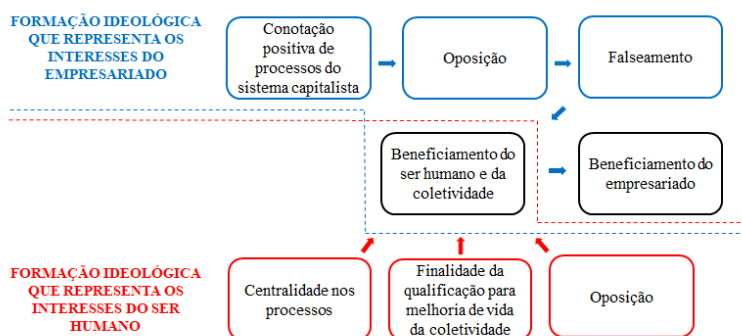 FORMAÇÃO IDEOLÓGICA
QUE REPRESENTA OS
INTERESSES DO
EMPRESARIADO
Conotação
positiva de
processos do
sistema capitalista
Oposição
Falseamento
Beneficiamento do
ser humano e da
coletividade
Beneficiamento do
empresariado
FORMAÇÃO IDEOLÓGICA
QUE REPRESENTA OS
INTERESSES DO SER
HUMANO
Centralidade nos
processos
Finalidade da
qualificação para
melhoria de vida
da coletividade
Oposição